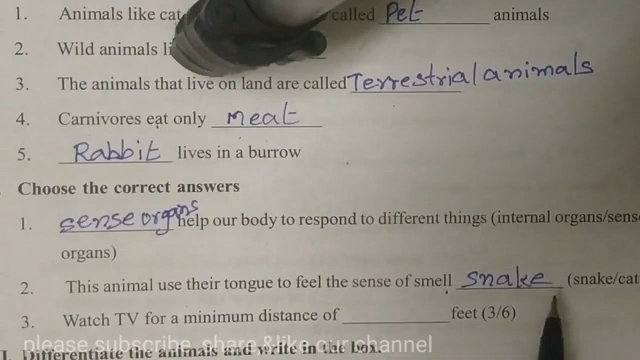 1. Animals like cat called Pet animals
2. Wild animals
3. The animals that live on land are called Terrestrial animals
4. Carnivores eat only meat
5. Rabbit lives in a burrow
Choose the correct answers
1. sense organs help our body to respond to different things (internal organs/sense
organs)
2. This animal use their tongue to feel the sense of smell snake (snake/cat
3. Watch TV for a minimum distance of feet (3/6)
please subscribe, share &like our channel
I. Differentiate the animals and write in the box.